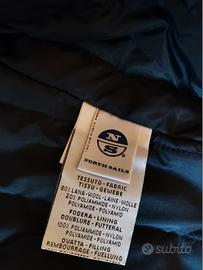 N
S
NORTH SAILS
TESSUTO-FABRIC
TISSU-GEWEBE
80% LANA-WOOL-LAINE-WOLLE
20% POLIAMMIDE-NYLON
POLYAMIDE-POLYAMID
FODERA-LINING
DOUBLURE-FUTTERAL
100% POLIAMMIDE-NYLON
POLYAMIDE-POLYAMID
OVATTA-FILLING
REMBOURRAGE-FUELLUNG
subito